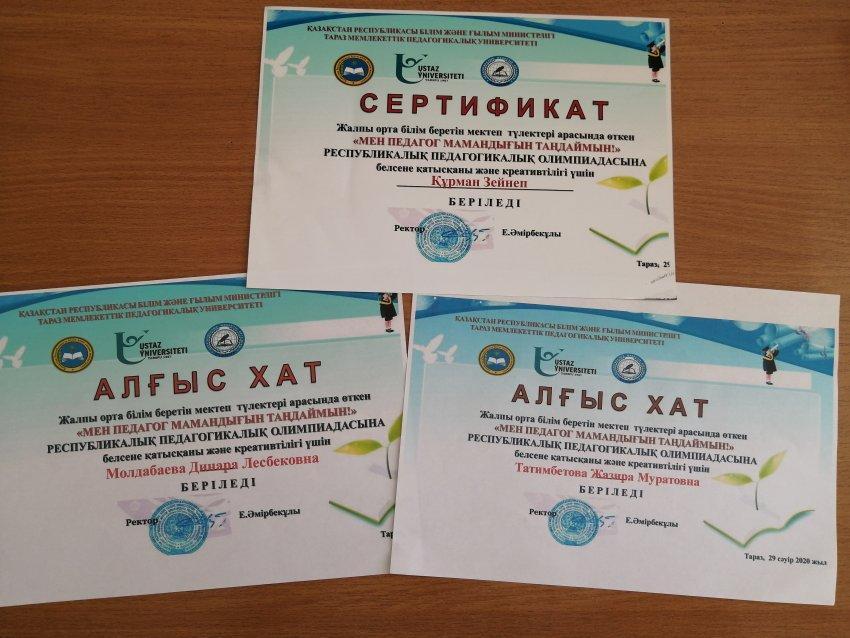 ҚАЗАҚСТАН РЕСПУБЛИКАСЫ БІЛІМ ЖӘНЕ ҒЫЛЫМ МИНИСТРЛІГІ
ТАРАЗ МЕМЛЕКЕТТІК ПЕДАГОГИКАЛЫҚ УНИВЕРСИТЕТІ
USTAZ
YNIVERSITETI
СЕРТИФИКАТ
Жалпы орта білім беретін мектеп түлектері арасында өткен
«МЕН ПЕДАГОГ МАМАНДЫҒЫН ТАҢДАЙМЫН!»
РЕСПУБЛИКАЛЫҚ ПЕДАГОГИКАЛЫҚ ОЛИМПИАДАСЫНА
белсене қатысқаны және креативтілігі үшін
Құрман Зейнеп
БЕРІЛЕДІ
Ректор Е.Әмірбекұлы
Тараз, 29
ҚАЗАҚСТАН РЕСПУБЛИКАСЫ БІЛІМ ЖӘНЕ ҒЫЛЫМ МИНИСТРЛІГІ
ТАРАЗ МЕМЛЕКЕТТІК ПЕДАГОГИКАЛЫҚ УНИВЕРСИТЕТІ
USTAZ
YNIVERSITETI
АЛҒЫС ХАТ
Жалпы орта білім беретін мектеп түлектері арасында өткен
«МЕН ПЕДАГОГ МАМАНДЫҒЫН ТАҢДАЙМЫН!»
РЕСПУБЛИКАЛЫҚ ПЕДАГОГИКАЛЫҚ ОЛИМПИАДАСЫНА
белсене қатысқаны және креативтілігі үшін
Молдабаева Динара Лесбековна
БЕРІЛЕДІ
Ректор Е.Әмірбекұлы
ҚАЗАҚСТАН РЕСПУБЛИКАСЫ БІЛІМ ЖӘНЕ ҒЫЛЫМ МИНИСТРЛІГІ
ТАРАЗ МЕМЛЕКЕТТІК ПЕДАГОГИКАЛЫҚ УНИВЕРСИТЕТІ
USTAZ
YNIVERSITETI
АЛҒЫС ХАТ
Жалпы орта білім беретін мектеп түлектері арасында өткен
«МЕН ПЕДАГОГ МАМАНДЫҒЫН ТАҢДАЙМЫН!»
РЕСПУБЛИКАЛЫҚ ПЕДАГОГИКАЛЫҚ ОЛИМПИАДАСЫНА
белсене қатысқаны және креативтілігі үшін
Татимбетова Жазира Муратовна
БЕРІЛЕДІ
Ректор Е.Әмірбекұлы
Тараз, 29 сәуір 2020 жыл